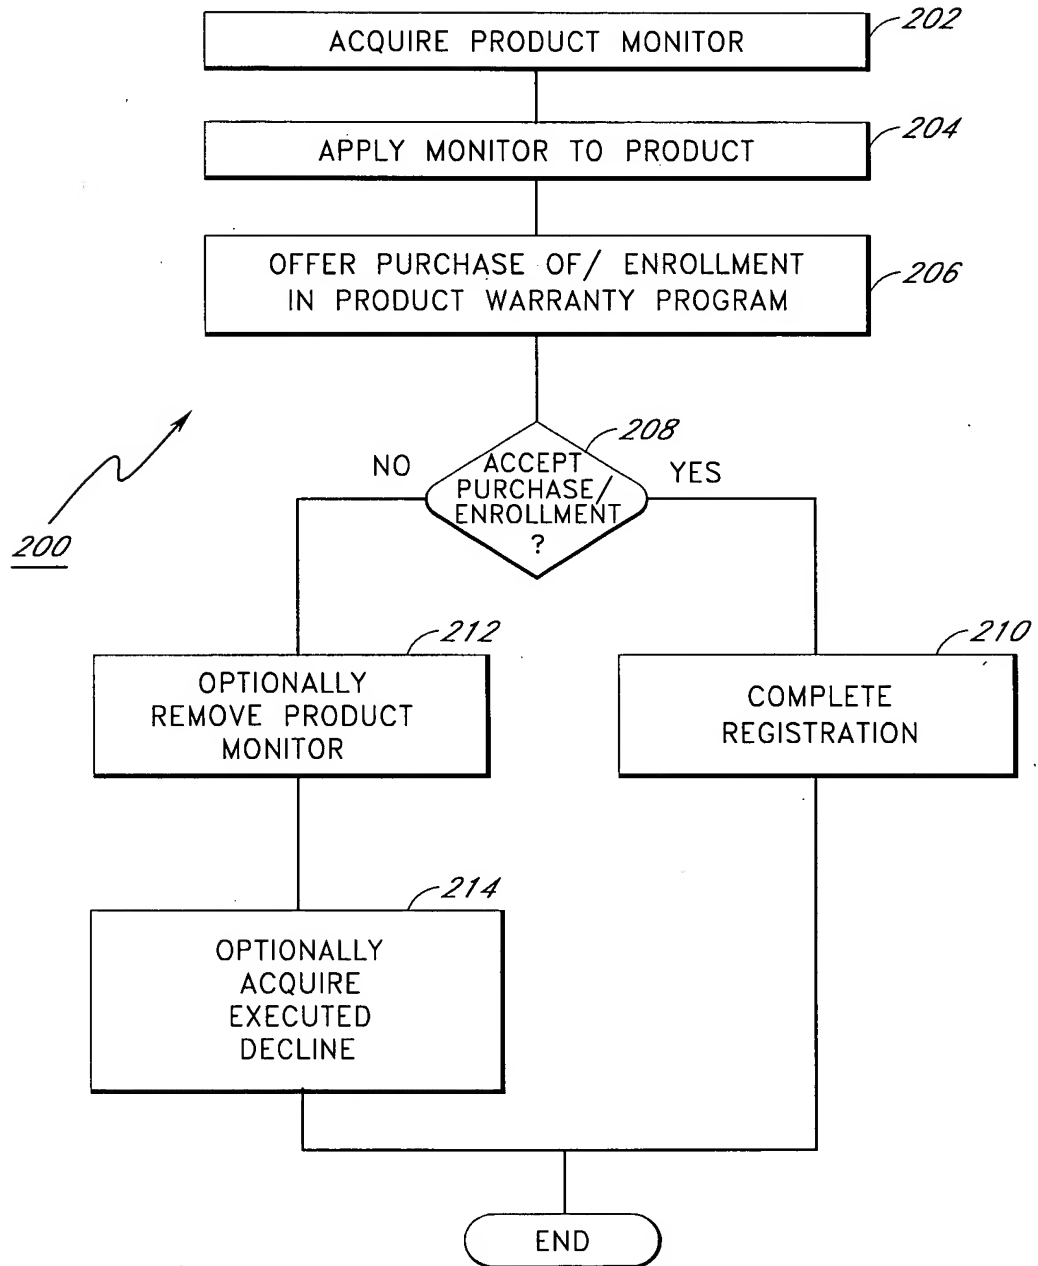 202
ACQUIRE PRODUCT MONITOR
204
APPLY MONITOR TO PRODUCT
206
OFFER PURCHASE OF/ ENROLLMENT
IN PRODUCT WARRANTY PROGRAM
208
NO
ACCEPT
PURCHASE/
ENROLLMENT
?
YES
200
212
OPTIONALLY
REMOVE PRODUCT
MONITOR
210
COMPLETE
REGISTRATION
214
OPTIONALLY
ACQUIRE
EXECUTED
DECLINE
END